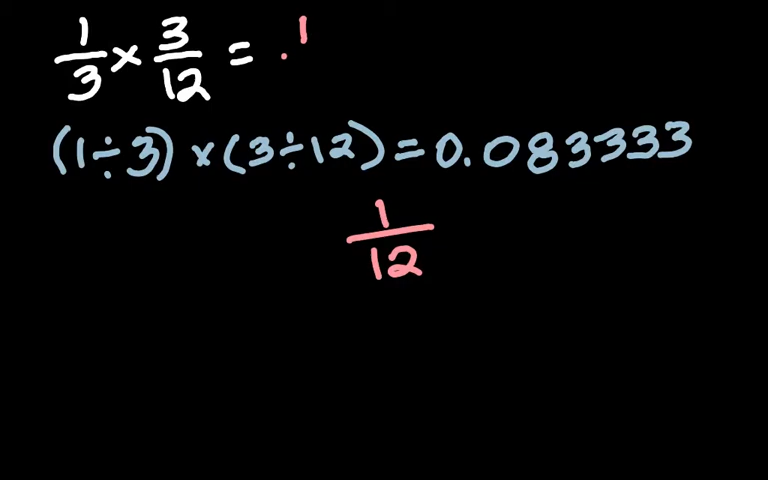 1/3 × 3/12 = .1
(1÷3) × (3÷12) = 0.083333
1/12